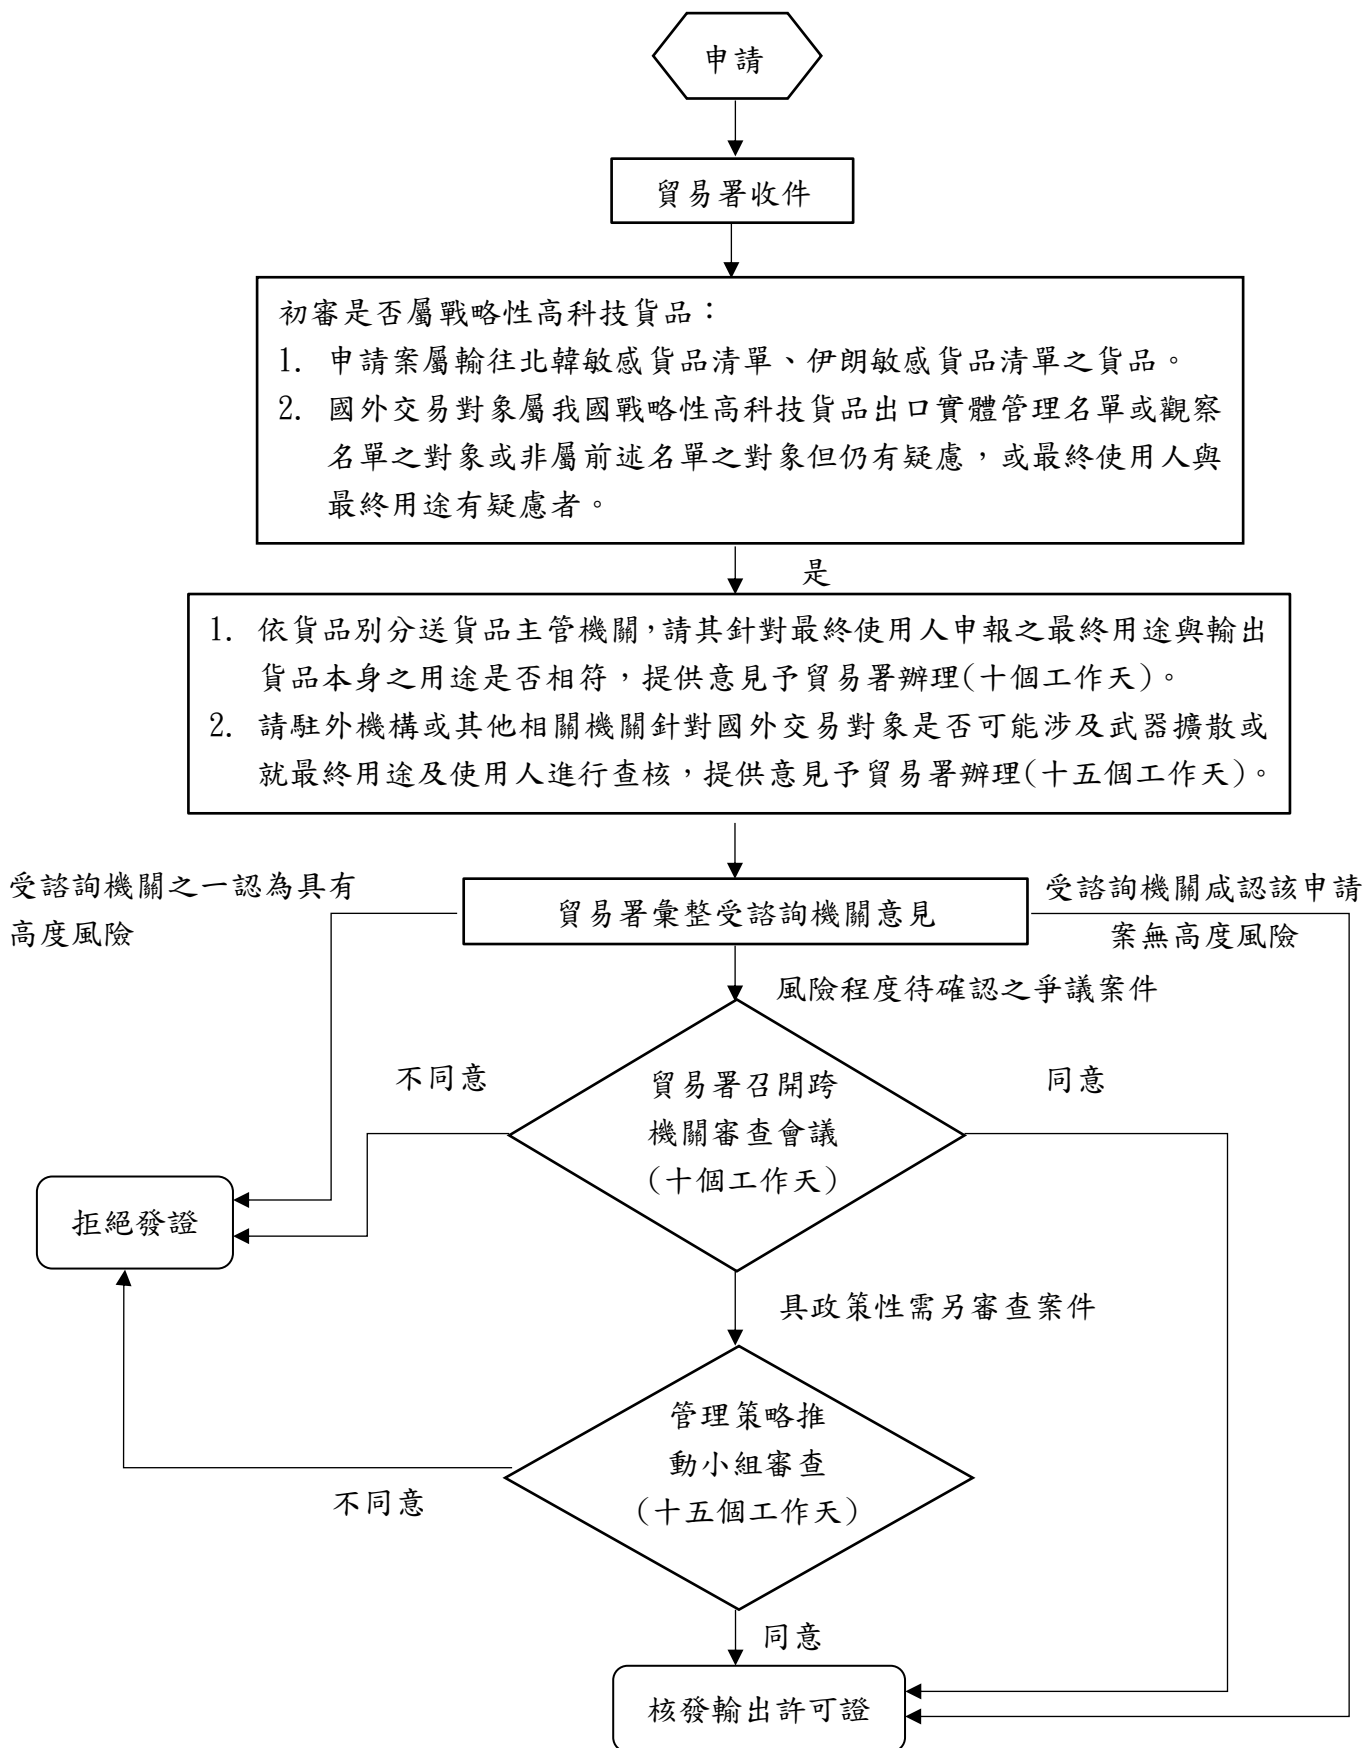 申請
貿易署收件
初審是否屬戰略性高科技貨品：
1. 申請案屬輸往北韓敏感貨品清單、伊朗敏感貨品清單之貨品。
2. 國外交易對象屬我國戰略性高科技貨品出口實體管理名單或觀察
名單之對象或非屬前述名單之對象但仍有疑慮，或最終使用人與
最終用途有疑慮者。
是
1. 依貨品別分送貨品主管機關，請其針對最終使用人申報之最終用途與輸出
貨品本身之用途是否相符，提供意見予貿易署辦理(十個工作天)。
2. 請駐外機構或其他相關機關針對國外交易對象是否可能涉及武器擴散或
就最終用途及使用人進行查核，提供意見予貿易署辦理(十五個工作天)。
受諮詢機關之一認為具有
高度風險
貿易署彙整受諮詢機關意見
受諮詢機關咸認該申請
案無高度風險
風險程度待確認之爭議案件
不同意
貿易署召開跨
機關審查會議
(十個工作天)
同意
拒絕發證
具政策性需另審查案件
管理策略推
動小組審查
(十五個工作天)
不同意
同意
核發輸出許可證